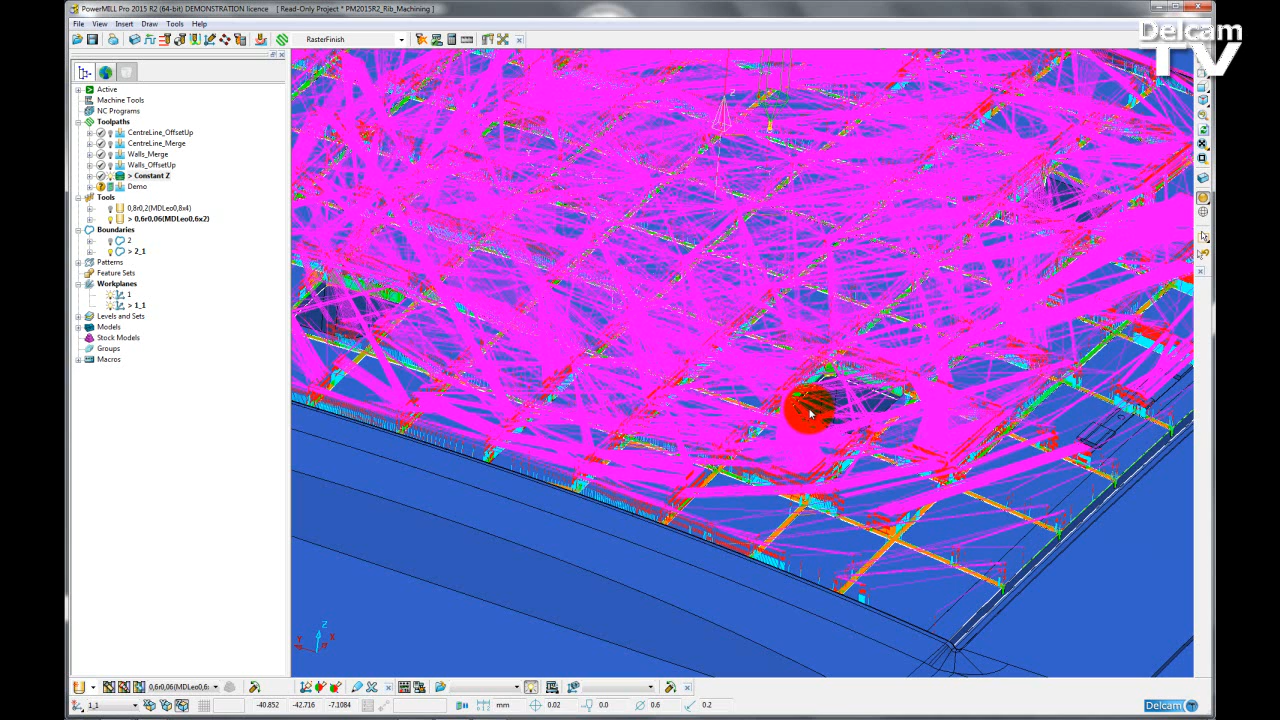 PowerMILL Pro 2015 R2 (64-bit) DEMONSTRATION licence [ Read-Only Project * PM2015R2_Rib_Machining ]
Delcam
TV
File View Insert Draw Tools Help
RasterFinish
Active
Machine Tools
NC Programs
Toolpaths
CentreLine_OffsetUp
CentreLine_Merge
Walls_Merge
Walls_OffsetUp
> Constant Z
Demo
Tools
0,8r0,2(MDLeo0,8x4)
> 0,6r0,06(MDLeo0,6x2)
Boundaries
2
> 2_1
Patterns
Feature Sets
Workplanes
1
> 1_1
Levels and Sets
Models
Stock Models
Groups
Macros
Z
Y
X
0,6r0,06(MDLeo0,6:
1_1
-40.852 -42.716 -7.1084 mm 0.02 0.0 0.6 0.2
Delcam